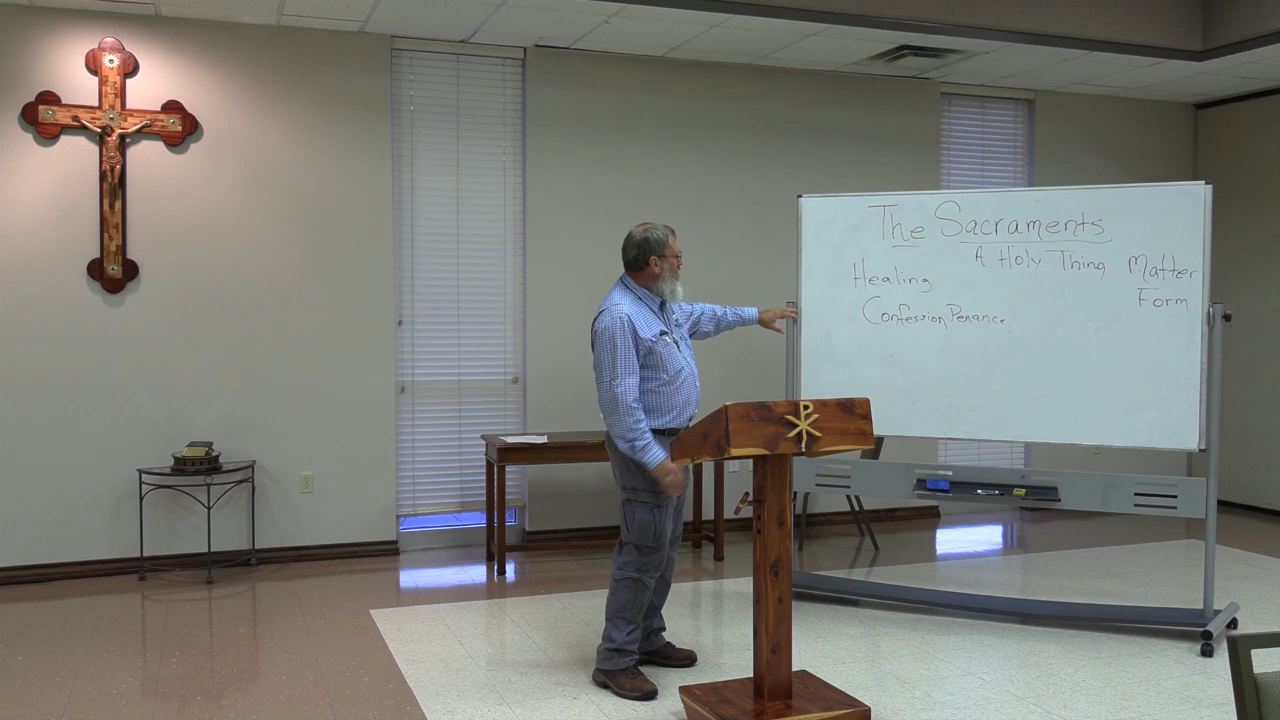 The Sacraments
A Holy Thing Matter
Healing Form
Confession, Penance,